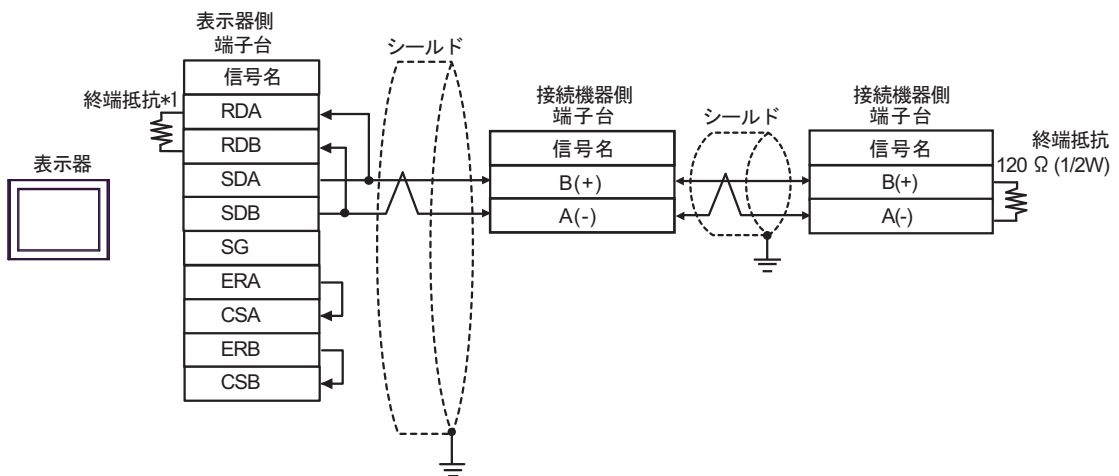 表示器側
端子台
信号名
終端抵抗*1
RDA
RDB
SDA
SDB
SG
ERA
CSA
ERB
CSB
表示器
シールド
接続機器側
端子台
信号名
B(+)
A(-)
シールド
接続機器側
端子台
信号名
B(+)
A(-)
終端抵抗
120 Ω (1/2W)